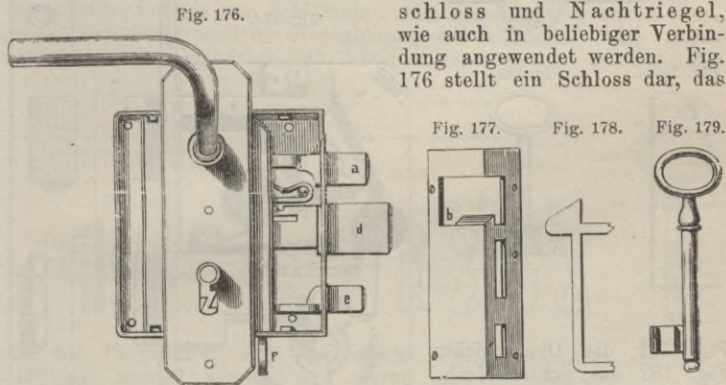 Fig. 176.
schloss und Nachtriegel,
wie auch in beliebiger Verbin-
dung angewendet werden. Fig.
176 stellt ein Schloss dar, das
Fig. 177. Fig. 178. Fig. 179.
a
b
d
e